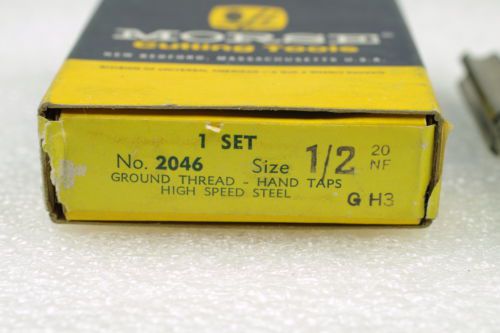 MORSE
Cutting Tools
NEW BEDFORD, MASSACHUSETTS U.S.A.
1 SET
No. 2046 Size 1/2 20 NF
GROUND THREAD - HAND TAPS
HIGH SPEED STEEL
G H3